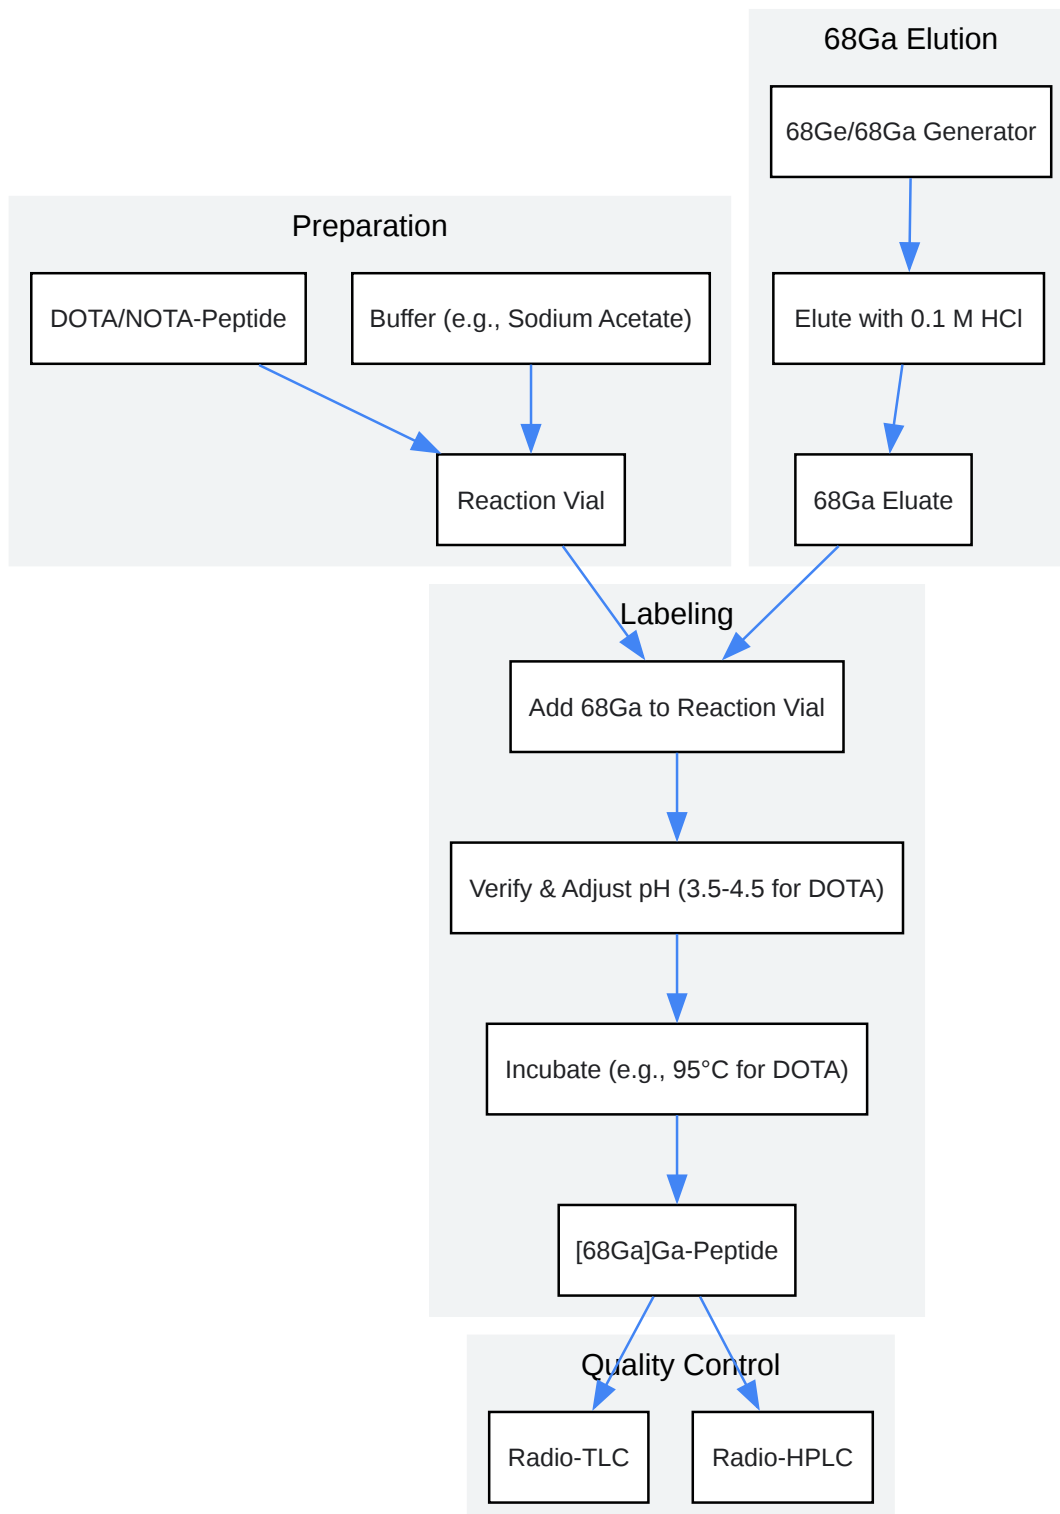 68Ga Elution
68Ge/68Ga Generator
Preparation
DOTA/NOTA-Peptide
Buffer (e.g., Sodium Acetate)
Elute with 0.1 M HCl
Reaction Vial
68Ga Eluate
Labeling
Add 68Ga to Reaction Vial
Verify & Adjust pH (3.5-4.5 for DOTA)
Incubate (e.g., 95°C for DOTA)
[68Ga]Ga-Peptide
Quality Control
Radio-TLC
Radio-HPLC